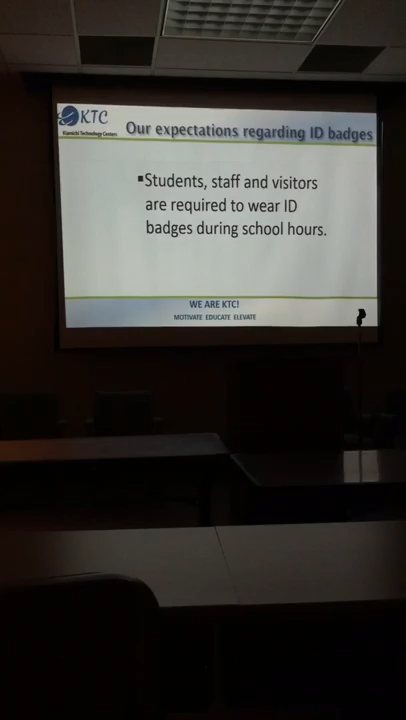 KTC
Kiamichi Technology Centers
Our expectations regarding ID badges
▪Students, staff and visitors
are required to wear ID
badges during school hours.
WE ARE KTC!
MOTIVATE EDUCATE ELEVATE